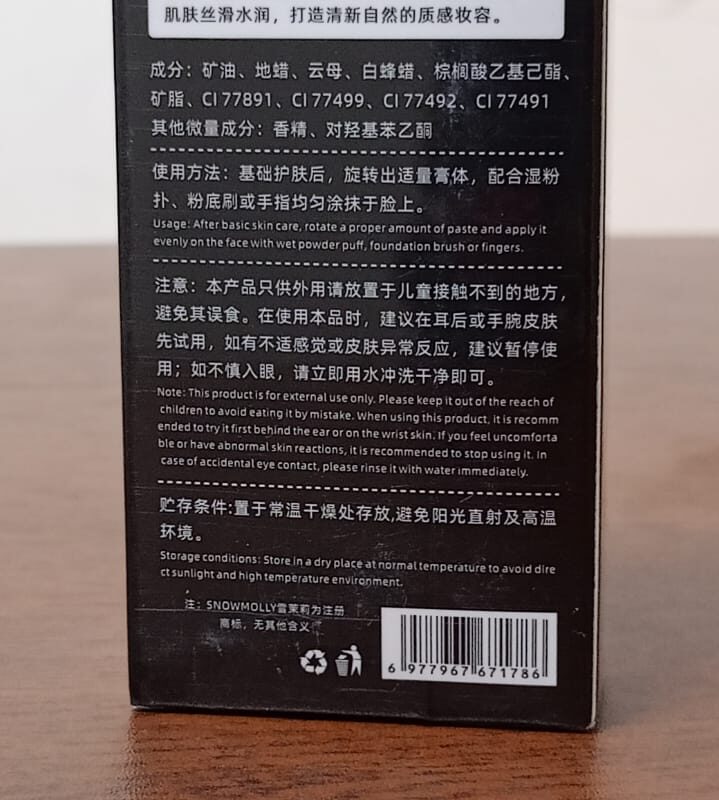 肌肤丝滑水润，打造清新自然的质感妆容。
成分：矿油、地蜡、云母、白蜂蜡、棕榈酸乙基己酯、
矿脂、CI 77891、CI 77499、CI 77492、CI 77491
其他微量成分：香精、对羟基苯乙酮
使用方法：基础护肤后，旋转出适量膏体，配合湿粉
扑、粉底刷或手指均匀涂抹于脸上。
Usage: After basic skin care, rotate a proper amount of paste and apply it
evenly on the face with wet powder puff, foundation brush or fingers.
注意：本产品只供外用请放置于儿童接触不到的地方，
避免其误食。在使用本品时，建议在耳后或手腕皮肤
先试用，如有不适感觉或皮肤异常反应，建议暂停使
用；如不慎入眼，请立即用水冲洗干净即可。
Note: This product is for external use only. Please keep it out of the reach of
children to avoid eating it by mistake. When using this product, it is recomm
ended to try it first behind the ear or on the wrist skin. If you feel uncomforta
ble or have abnormal skin reactions, it is recommended to stop using it. In
case of accidental eye contact, please rinse it with water immediately.
贮存条件:置于常温干燥处存放,避免阳光直射及高温
环境。
Storage conditions: Store in a dry place at normal temperature to avoid dire
ct sunlight and high temperature environment.
注：SNOWMOLLY雪茉莉为注册
商标，无其他含义
6 977967 671786